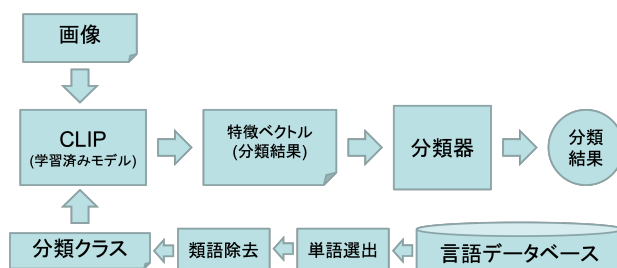 画像
CLIP
(学習済みモデル)
特徴ベクトル
(分類結果)
分類器
分類
結果
分類クラス
類語除去
単語選出
言語データベース